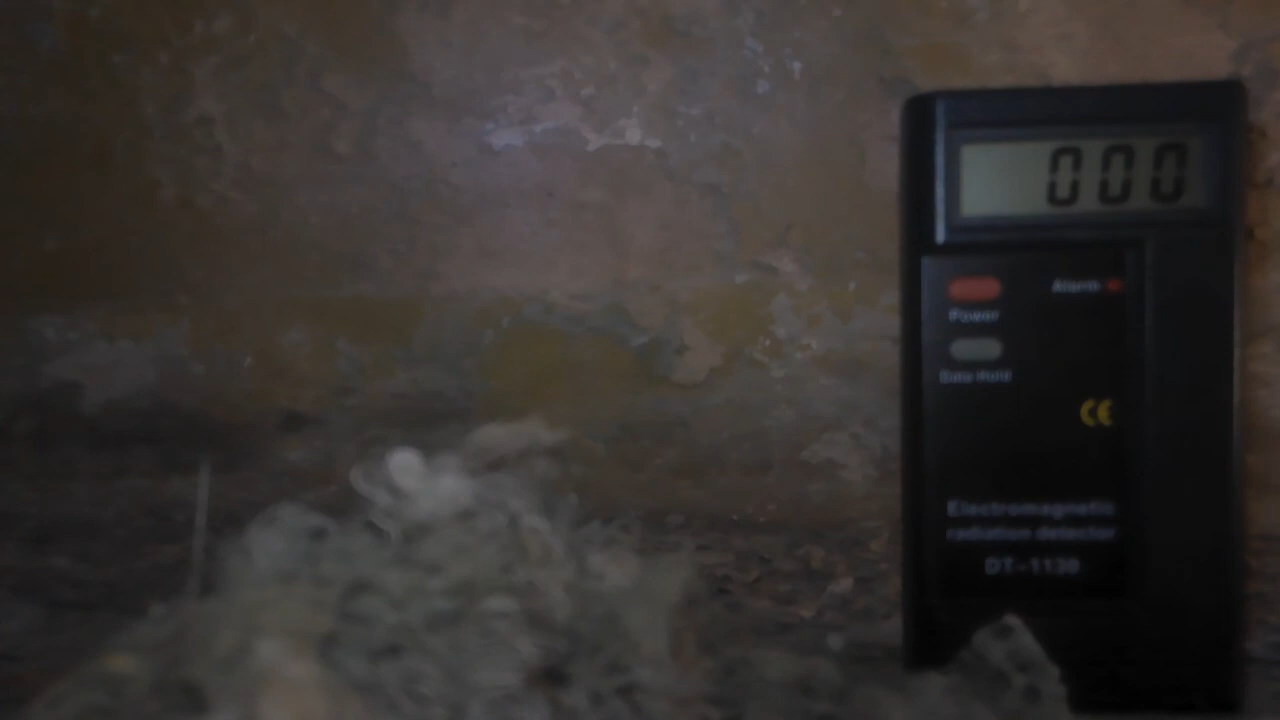 000
Alarm
Power
Data Hold
CE
Electromagnetic
radiation detector
DT-1130